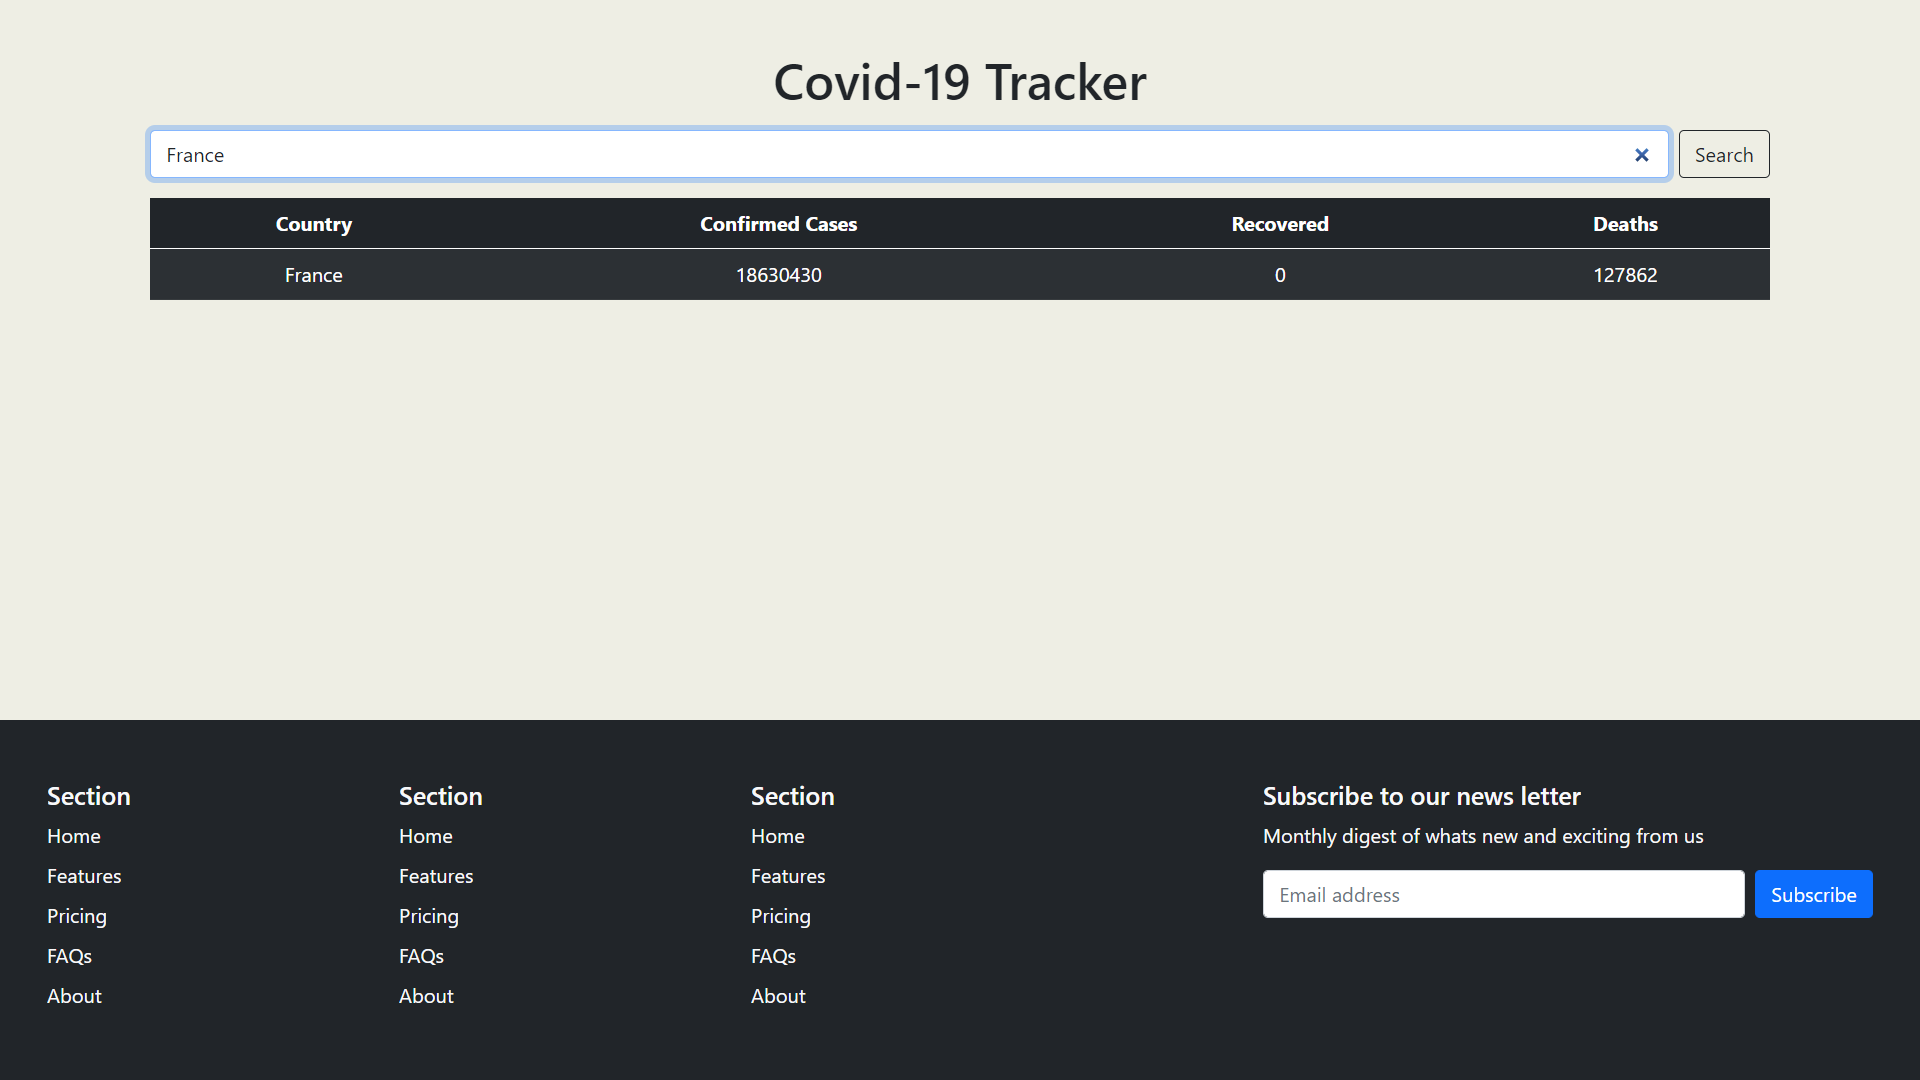 Covid-19 Tracker
France
Search
Country Confirmed Cases Recovered Deaths
France 18630430 0 127862
Section
Home
Features
Pricing
FAQs
About
Section
Home
Features
Pricing
FAQs
About
Section
Home
Features
Pricing
FAQs
About
Subscribe to our news letter
Monthly digest of whats new and exciting from us
Email address
Subscribe